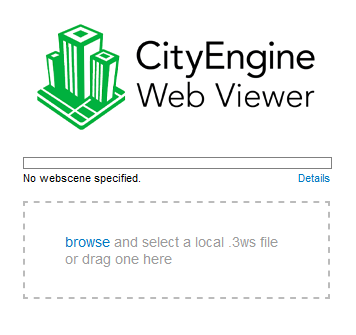 CityEngine
Web Viewer
No webscene specified.
Details
browse and select a local .3ws file
or drag one here